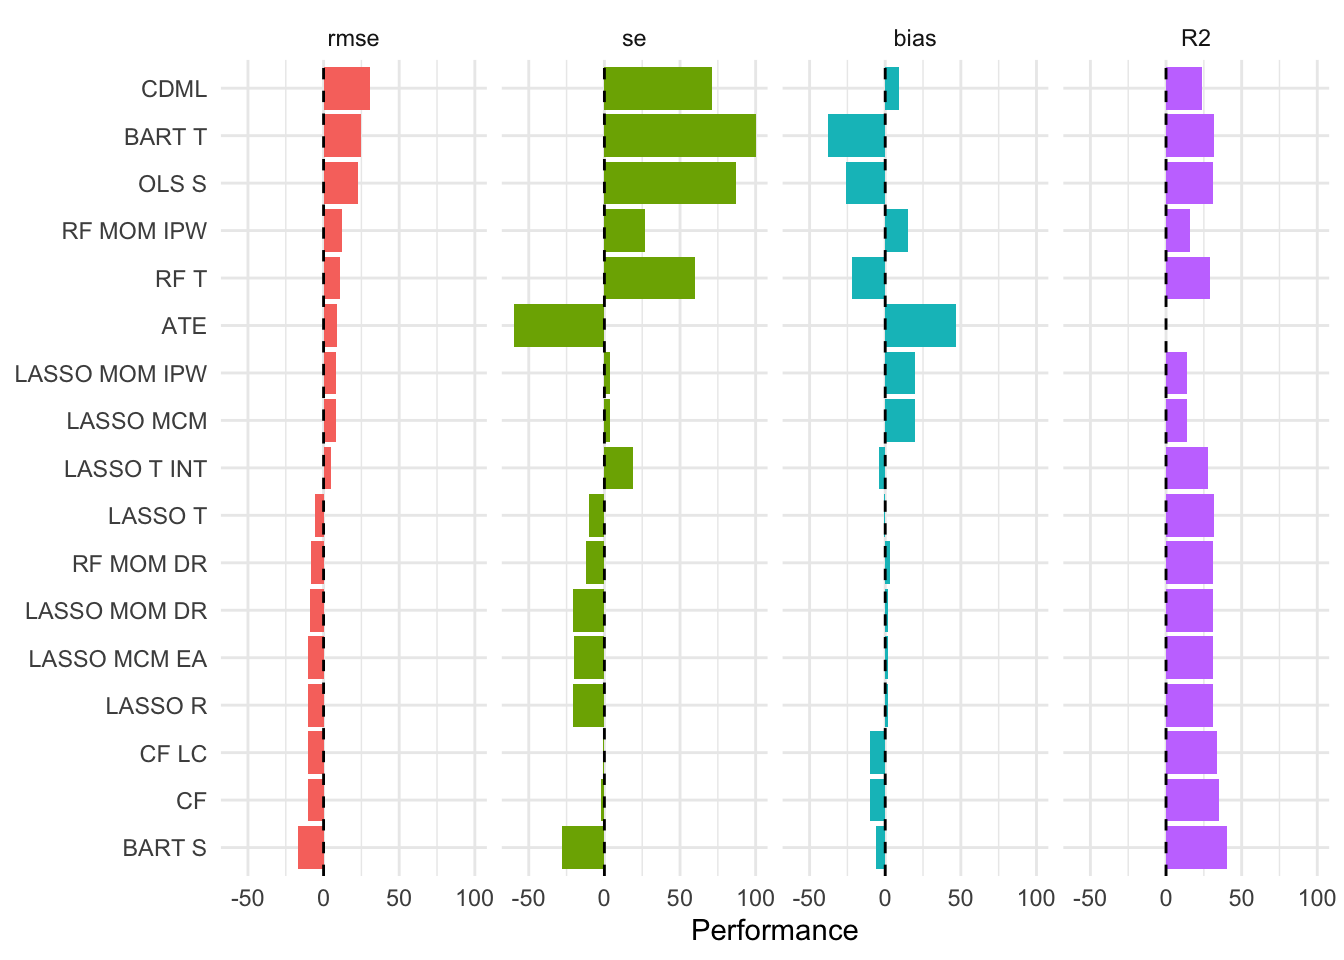 rmse se bias R2
CDML
BART T
OLS S
RF MOM IPW
RF T
ATE
LASSO MOM IPW
LASSO MCM
LASSO T INT
LASSO T
RF MOM DR
LASSO MOM DR
LASSO MCM EA
LASSO R
CF LC
CF
BART S
-50 0 50 100 -50 0 50 100 -50 0 50 100 -50 0 50 100
Performance